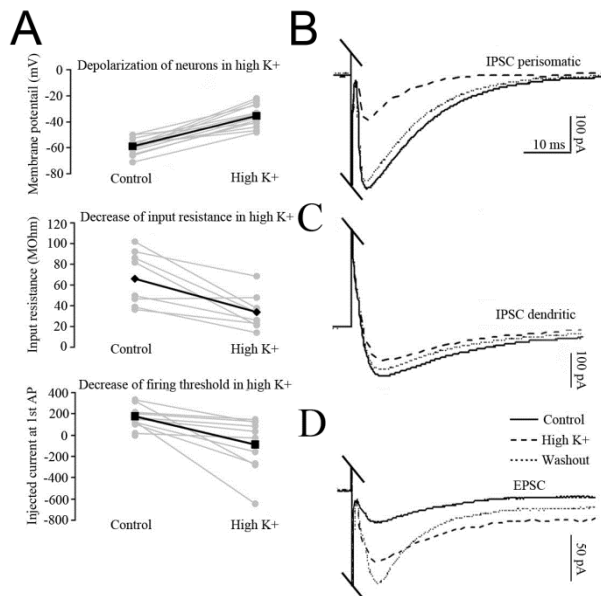 A
Depolarization of neurons in high K+
Membrane potentail (mV)
0
-20
-40
-60
-80
Control
High K+
Decrease of input resistance in high K+
Input resistance (MOhm)
120
100
80
60
40
20
0
Control
High K+
Decrease of firing threshold in high K+
Injected current at 1st AP
400
200
0
-200
-400
-600
-800
Control
High K+
B
IPSC perisomatic
10 ms
100 pA
C
IPSC dendritic
100 pA
D
Control
High K+
Washout
EPSC
50 pA